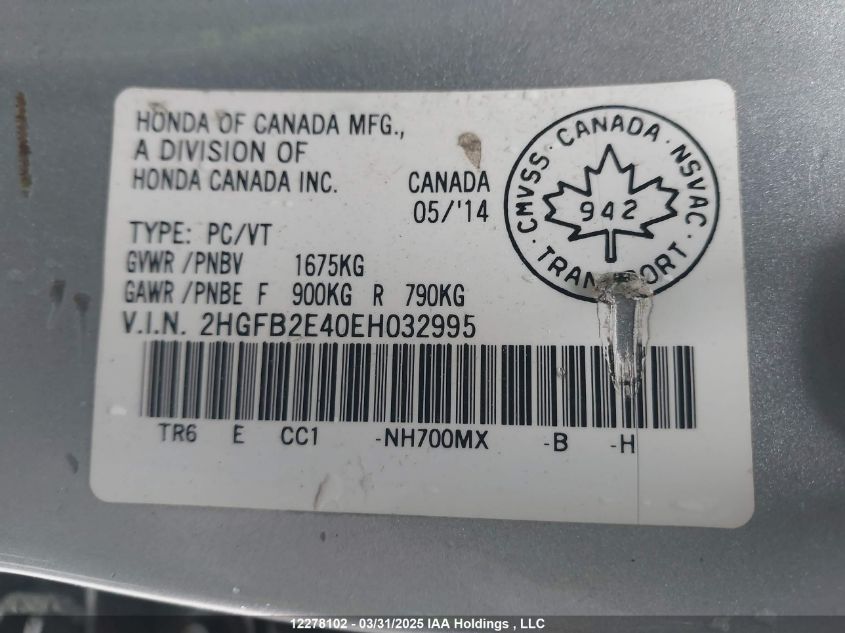 HONDA OF CANADA MFG.,
A DIVISION OF
HONDA CANADA INC. CANADA
05/'14
TYPE: PC/VT
GVWR/PNBV 1675KG
GAWR/PNBE F 900KG R 790KG
V.I.N. 2HGFB2E40EH032995
TR6 E CC1 -NH700MX -B -H
CMVSS · CANADA · NSVAC ·
942
12278102 - 03/31/2025 IAA Holdings , LLC